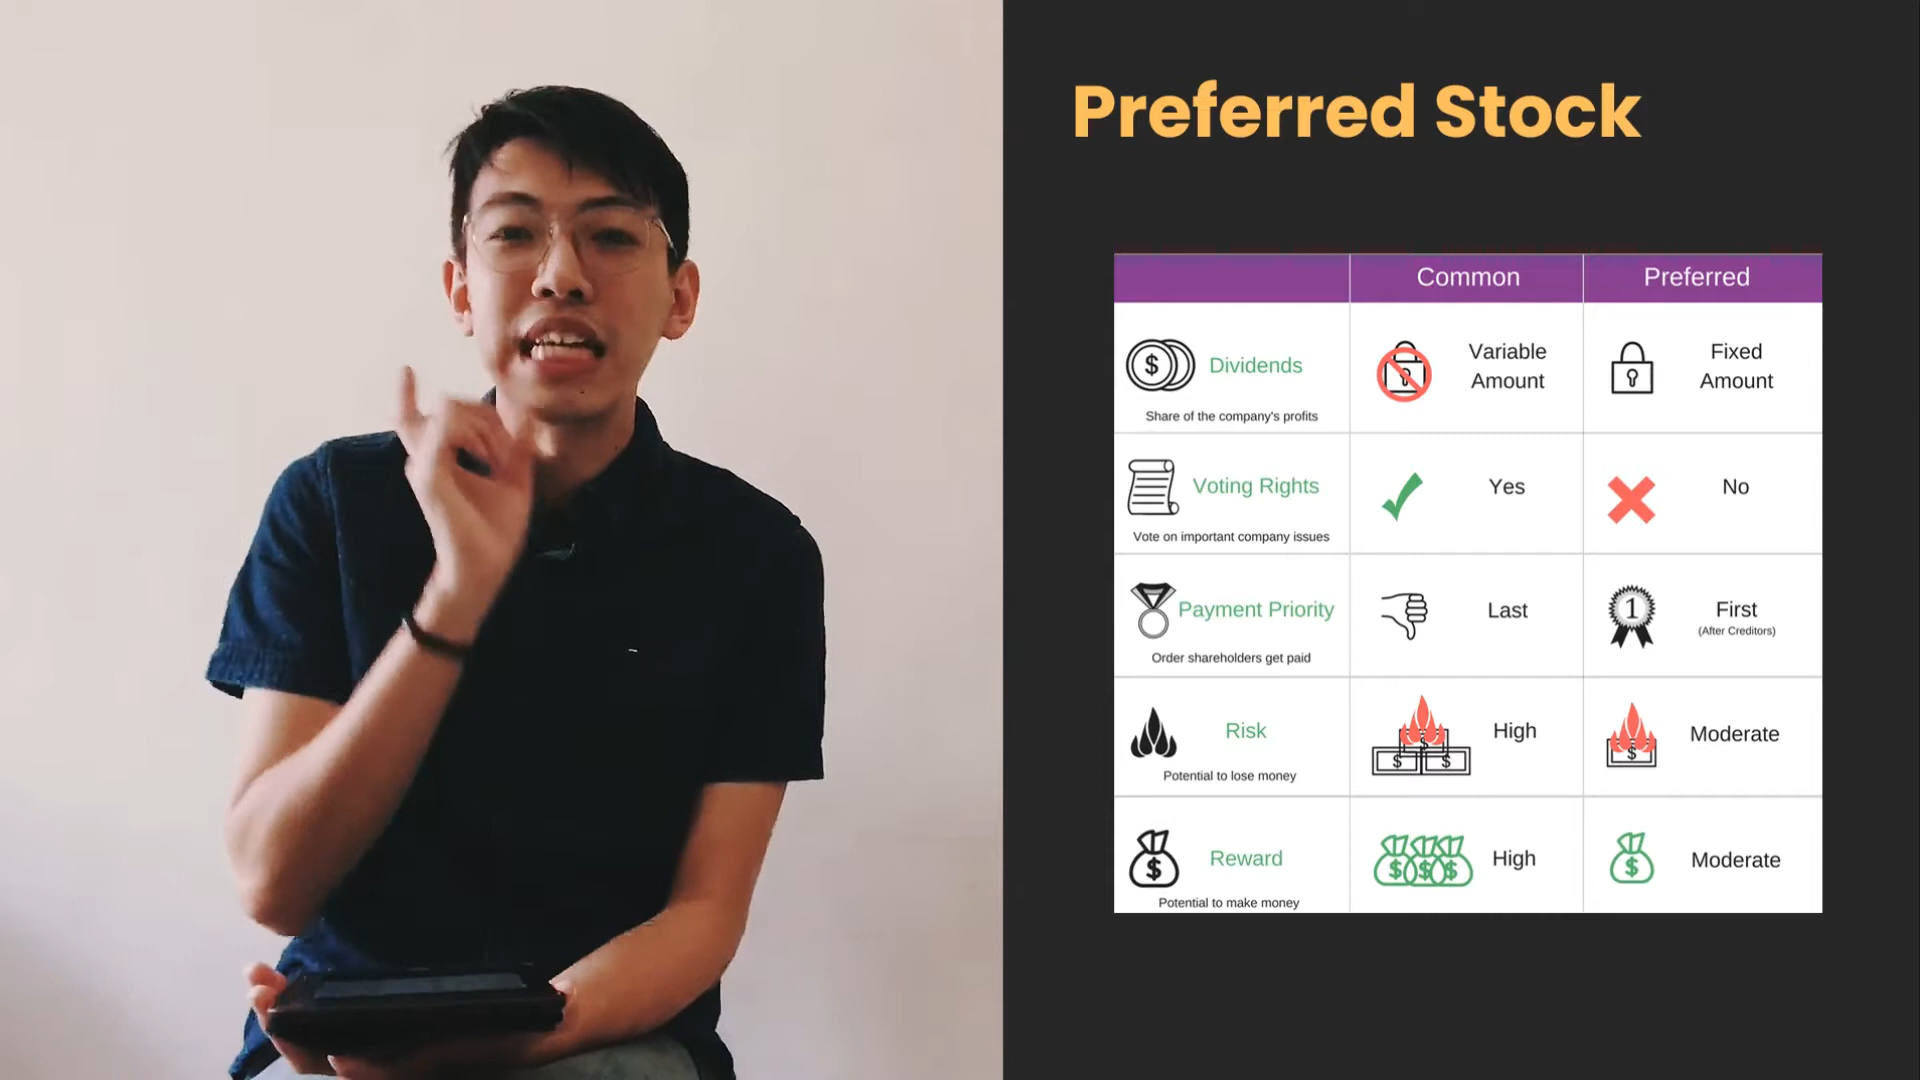 Preferred Stock
Common Preferred
$ Dividends Variable Amount Fixed Amount
Share of the company's profits
Voting Rights Yes No
Vote on important company issues
Payment Priority Last 1 First
(After Creditors)
Order shareholders get paid
Risk $ $ $ High $ Moderate
Potential to lose money
$ Reward $ $ $ High $ Moderate
Potential to make money